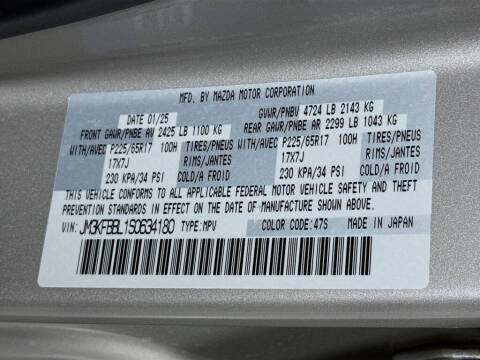 MFD. BY MAZDA MOTOR CORPORATION
DATE 01/25 GVWR/PNBV 4724 LB 2143 KG
FRONT GAWR/PNBE AV 2425 LB 1100 KG REAR GAWR/PNBE AR 2299 LB 1043 KG
WITH/AVEC P225/65R17 100H TIRES/PNEUS WITH/AVEC P225/65R17 100H TIRES/PNEUS
17X7J RIMS/JANTES 17X7J RIMS/JANTES
230 KPA/34 PSI COLD/A FROID 230 KPA/34 PSI COLD/A FROID
THIS VEHICLE CONFORMS TO ALL APPLICABLE FEDERAL MOTOR VEHICLE SAFETY AND THEFT
PREVENTION STANDARDS IN EFFECT ON THE DATE OF MANUFACTURE SHOWN ABOVE.
VIN: JM3KFBBL1S0634180 TYPE:MPV COLOR CODE:47S MADE IN JAPAN